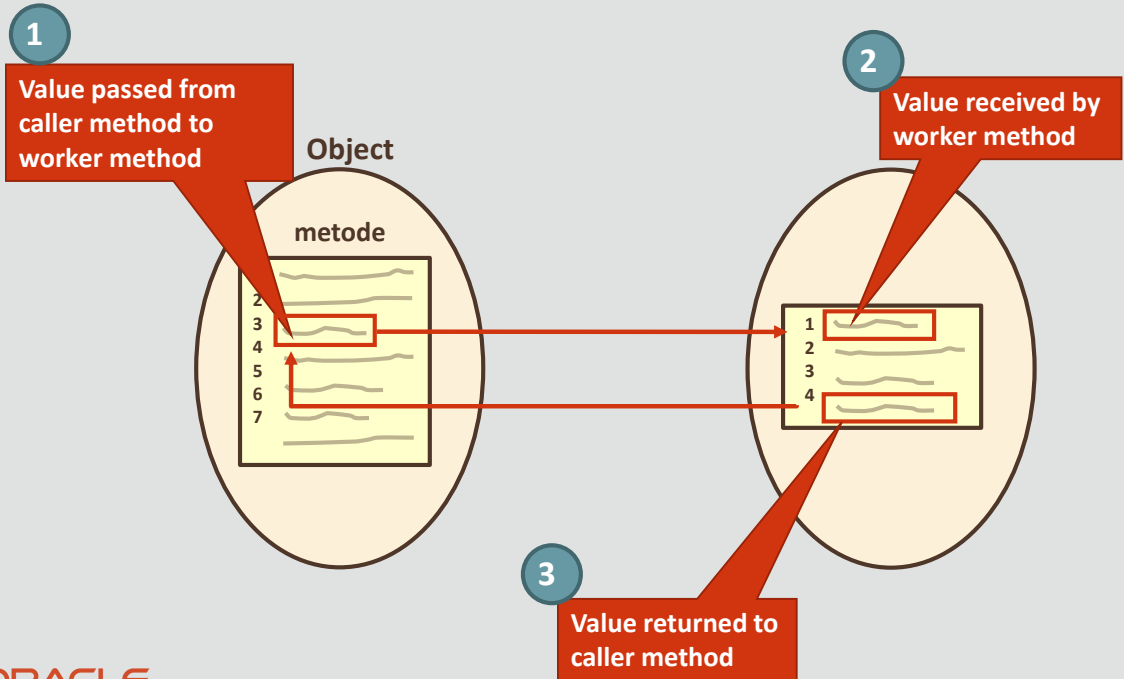 1
Value passed from
caller method to
worker method
2
Value received by
worker method
Object
metode
2
3
4
5
6
7
1
2
3
4
3
Value returned to
caller method